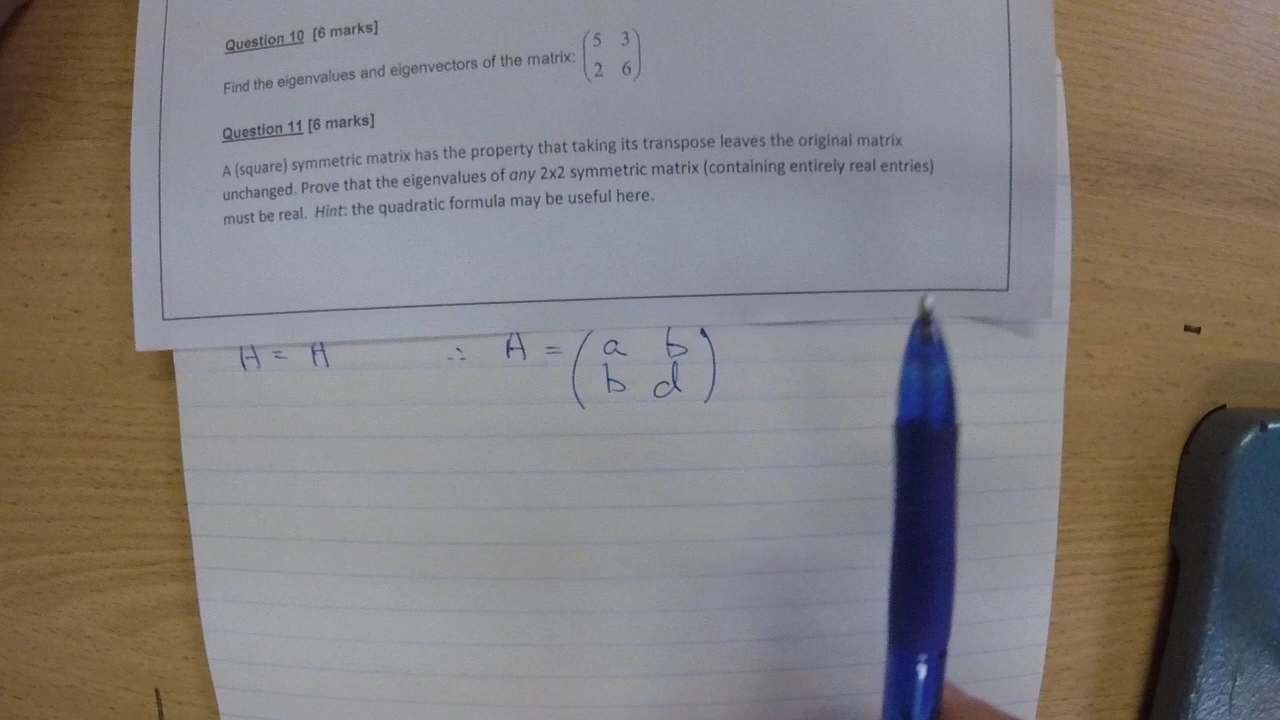 Question 10 [6 marks]
Find the eigenvalues and eigenvectors of the matrix: (5 3
2 6)
Question 11 [6 marks]
A (square) symmetric matrix has the property that taking its transpose leaves the original matrix
unchanged. Prove that the eigenvalues of any 2x2 symmetric matrix (containing entirely real entries)
must be real. Hint: the quadratic formula may be useful here.
A = A ∴ A = (a b
b d)